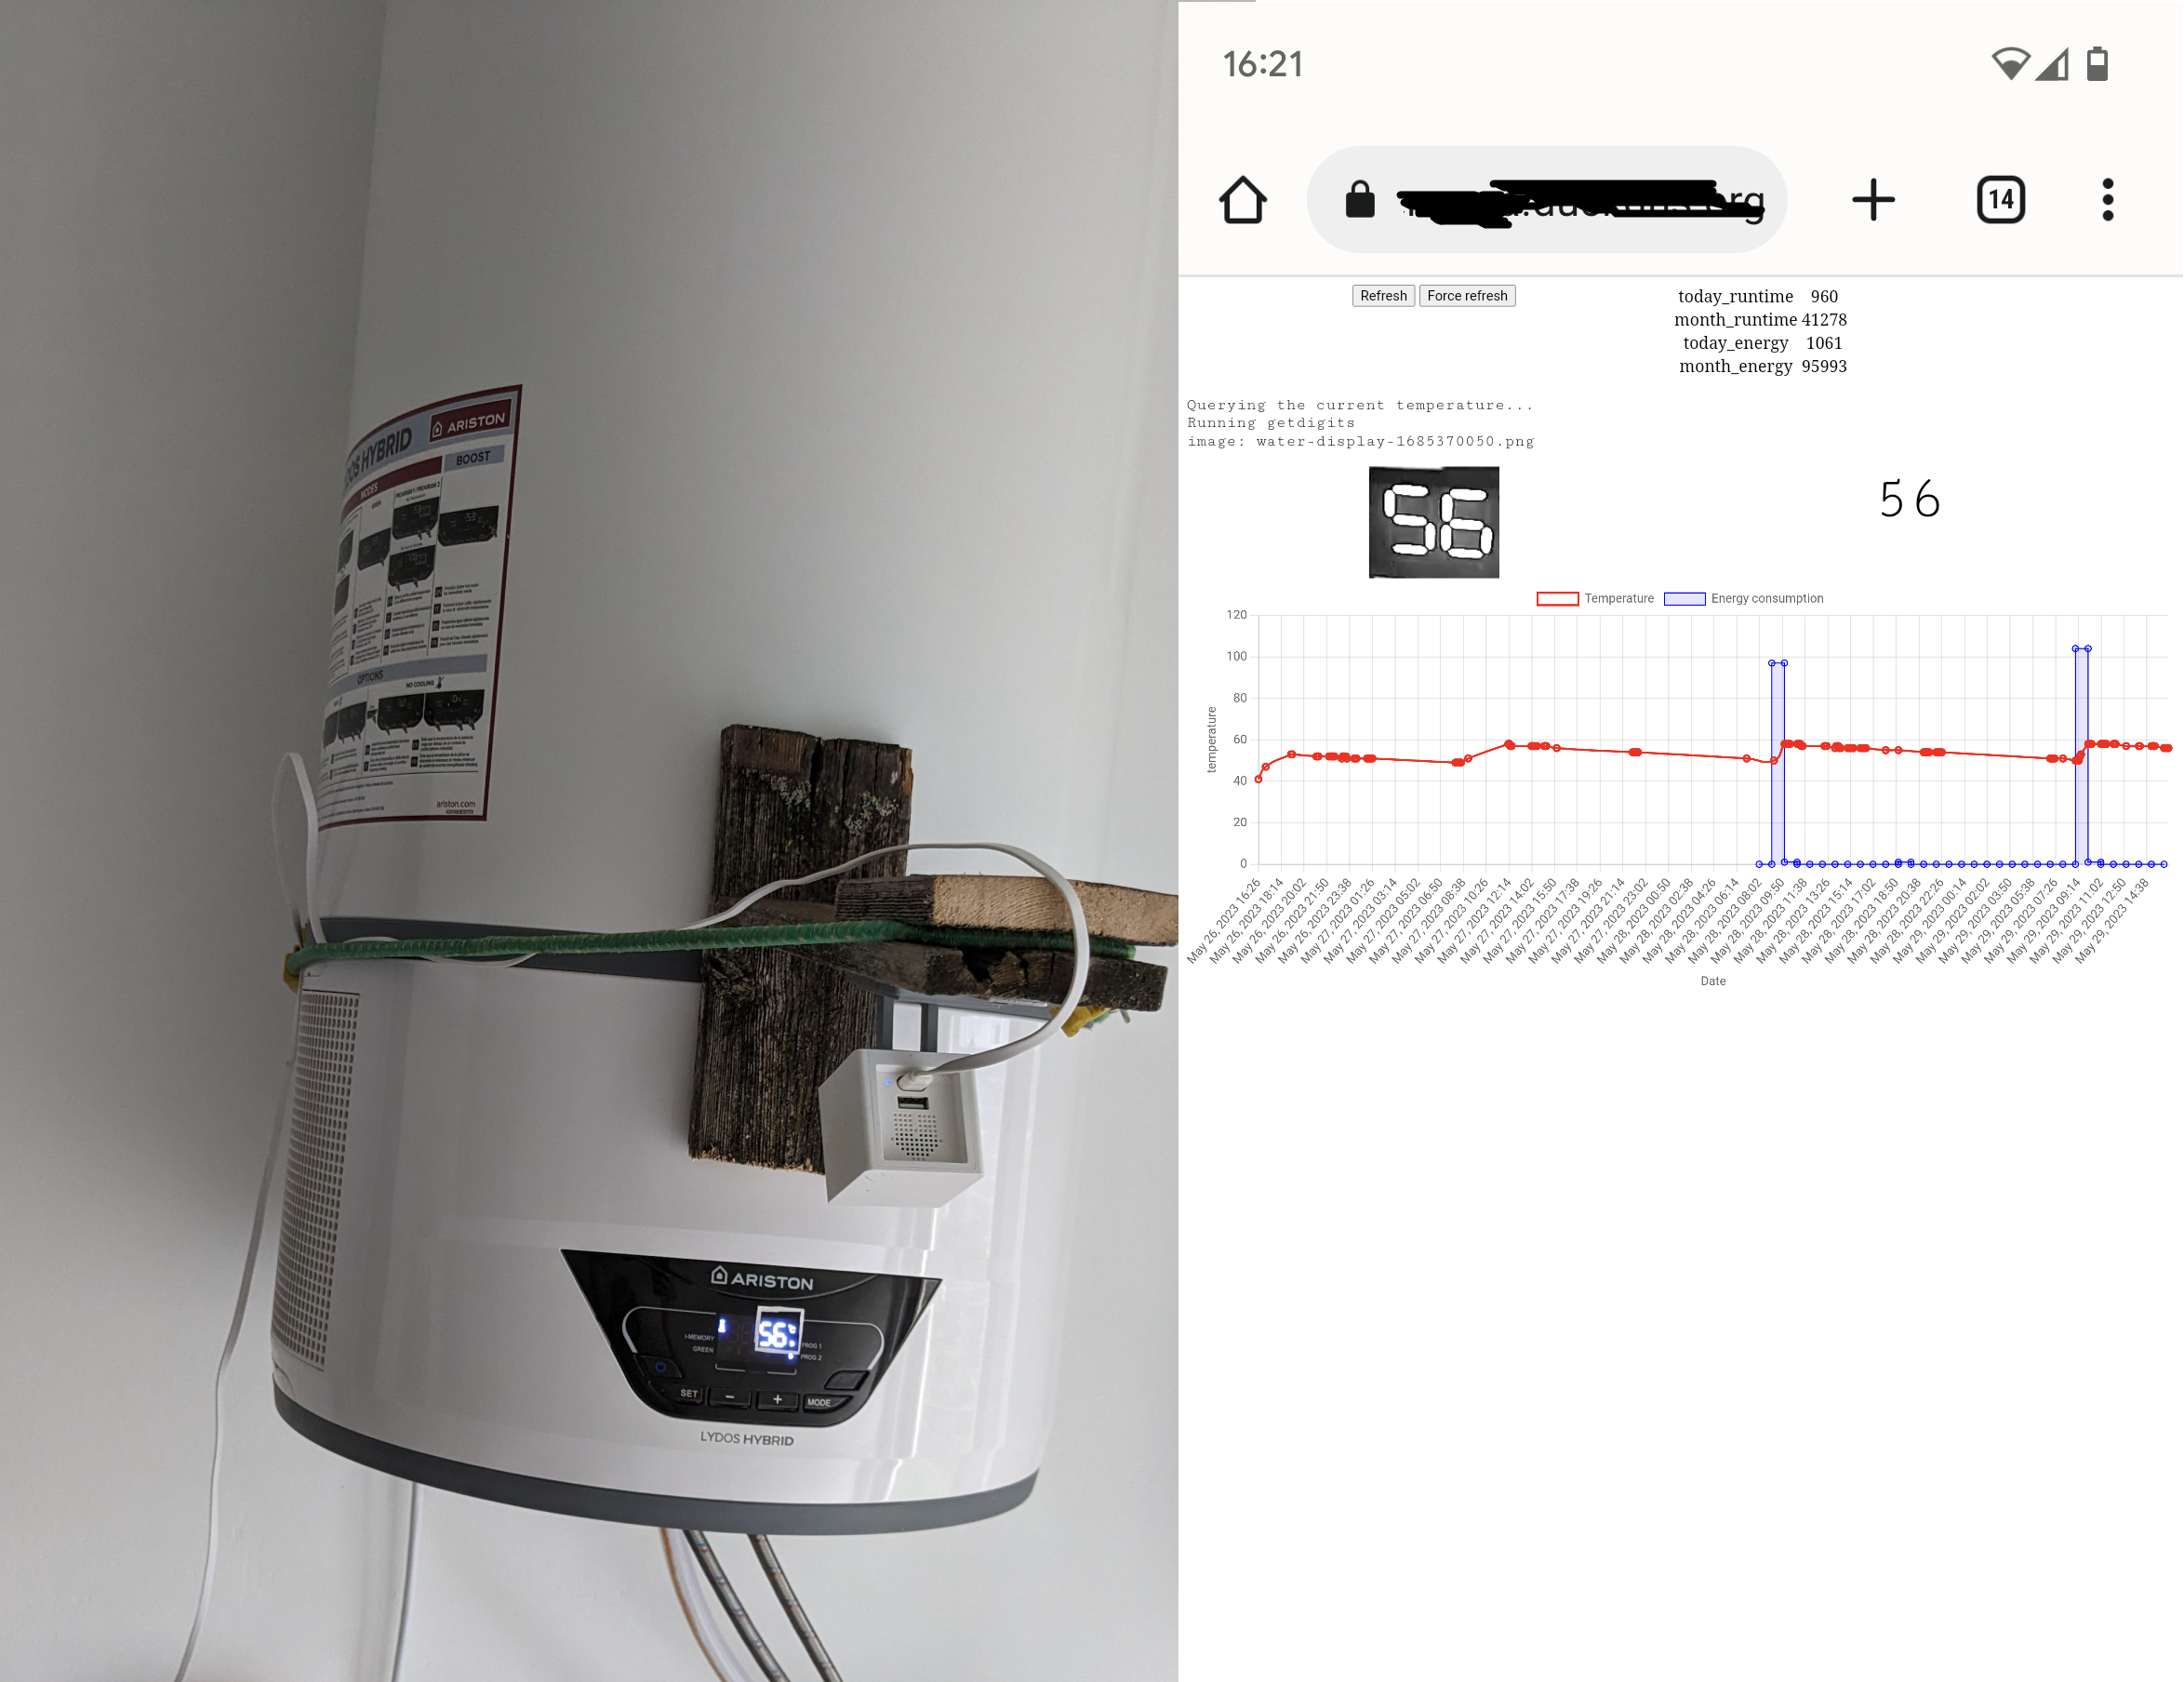 LYDOS HYBRID
ARISTON
MODES
BOOST
PROGRAM 1 / PROGRAM 2
OPTIONS
NO COOLING
ariston.com
ARISTON
56°c
I-MEMORY
GREEN
PROG 1
PROG 2
SET - + MODE
LYDOS HYBRID
16:21
14
Refresh Force refresh
today_runtime 960
month_runtime 41278
today_energy 1061
month_energy 95993
Querying the current temperature...
Running getdigits
image: water-display-1685370050.png
56
56
Temperature Energy consumption
120
100
80
60
40
20
0
temperature
May 26, 2023 16:26
May 26, 2023 18:14
May 26, 2023 20:02
May 26, 2023 21:50
May 26, 2023 23:38
May 27, 2023 01:26
May 27, 2023 03:14
May 27, 2023 05:02
May 27, 2023 06:50
May 27, 2023 08:38
May 27, 2023 10:26
May 27, 2023 12:14
May 27, 2023 14:02
May 27, 2023 15:50
May 27, 2023 17:38
May 27, 2023 19:26
May 27, 2023 21:14
May 27, 2023 23:02
May 28, 2023 00:50
May 28, 2023 02:38
May 28, 2023 04:26
May 28, 2023 06:14
May 28, 2023 08:02
May 28, 2023 09:50
May 28, 2023 11:38
May 28, 2023 13:26
May 28, 2023 15:14
May 28, 2023 17:02
May 28, 2023 18:50
May 28, 2023 20:38
May 28, 2023 22:26
May 29, 2023 00:14
May 29, 2023 02:02
May 29, 2023 03:50
May 29, 2023 05:38
May 29, 2023 07:26
May 29, 2023 09:14
May 29, 2023 11:02
May 29, 2023 12:50
May 29, 2023 14:38
Date